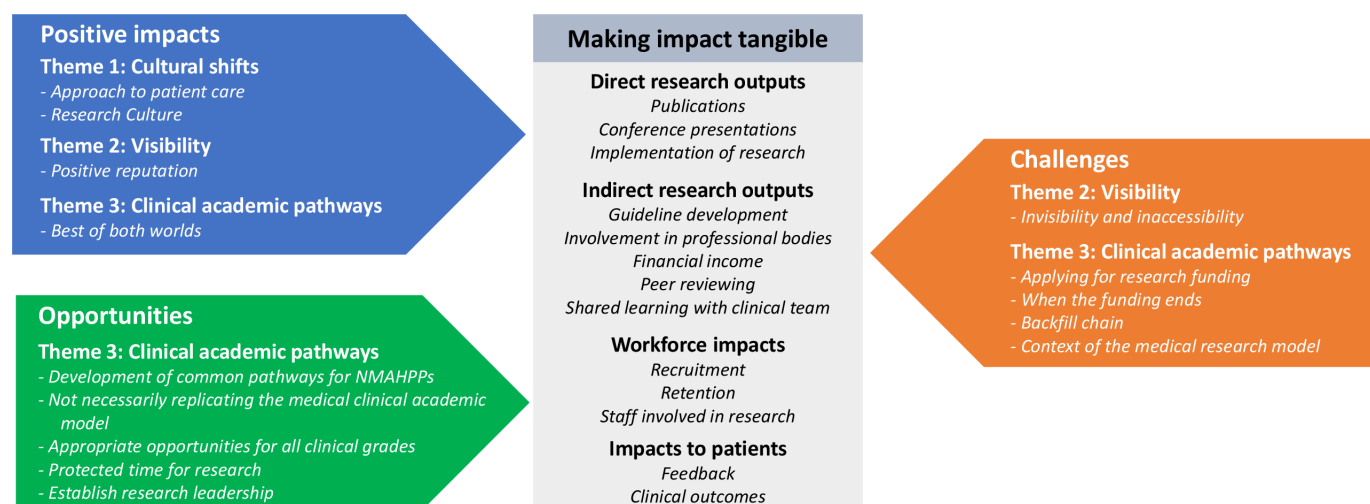 Positive impacts
Theme 1: Cultural shifts
- Approach to patient care
- Research Culture
Theme 2: Visibility
- Positive reputation
Theme 3: Clinical academic pathways
- Best of both worlds
Opportunities
Theme 3: Clinical academic pathways
- Development of common pathways for NMAHPPs
- Not necessarily replicating the medical clinical academic
model
- Appropriate opportunities for all clinical grades
- Protected time for research
- Establish research leadership
Making impact tangible
Direct research outputs
Publications
Conference presentations
Implementation of research
Indirect research outputs
Guideline development
Involvement in professional bodies
Financial income
Peer reviewing
Shared learning with clinical team
Workforce impacts
Recruitment
Retention
Staff involved in research
Impacts to patients
Feedback
Clinical outcomes
Challenges
Theme 2: Visibility
- Invisibility and inaccessibility
Theme 3: Clinical academic pathways
- Applying for research funding
- When the funding ends
- Backfill chain
- Context of the medical research model